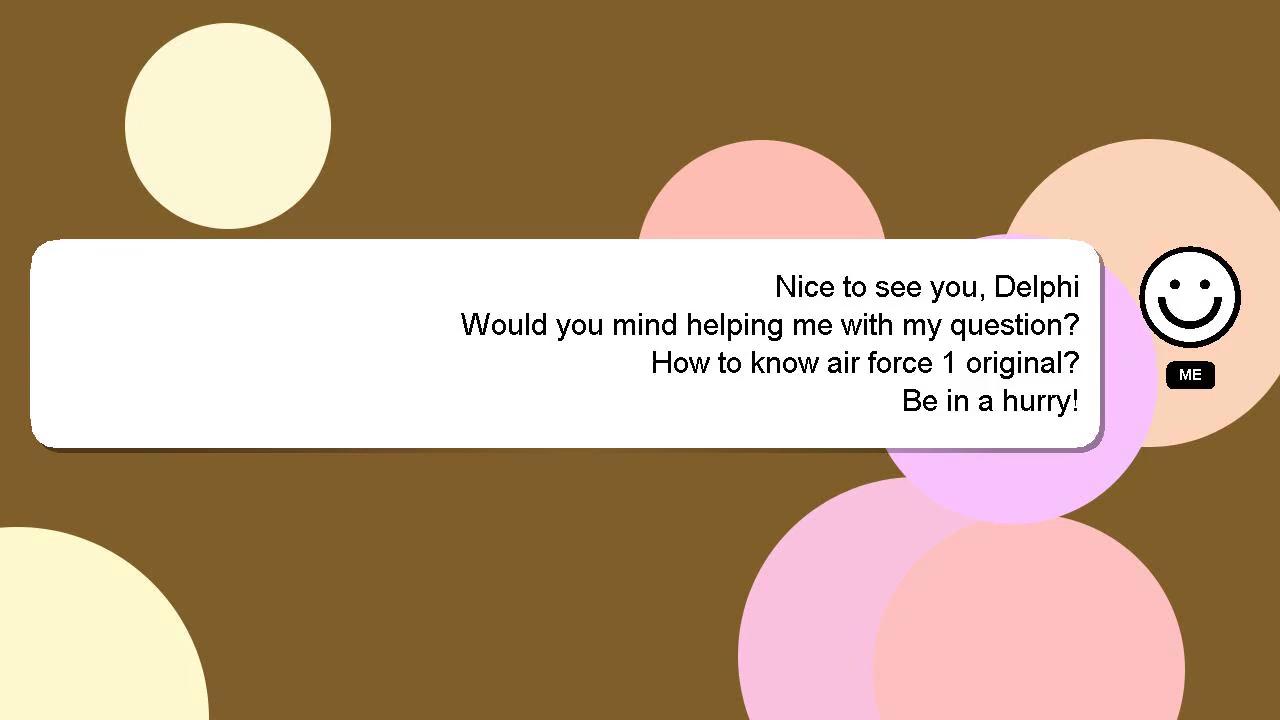 Nice to see you, Delphi
Would you mind helping me with my question?
How to know air force 1 original?
Be in a hurry!
ME